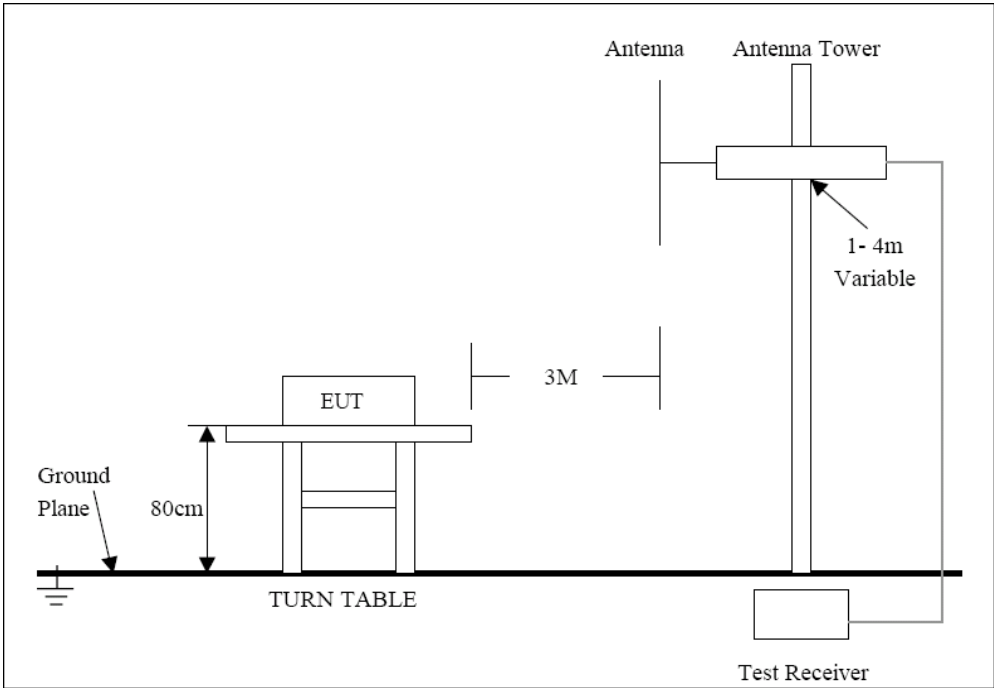 Antenna
Antenna Tower
1- 4m
Variable
3M
EUT
Ground
Plane
80cm
TURN TABLE
Test Receiver